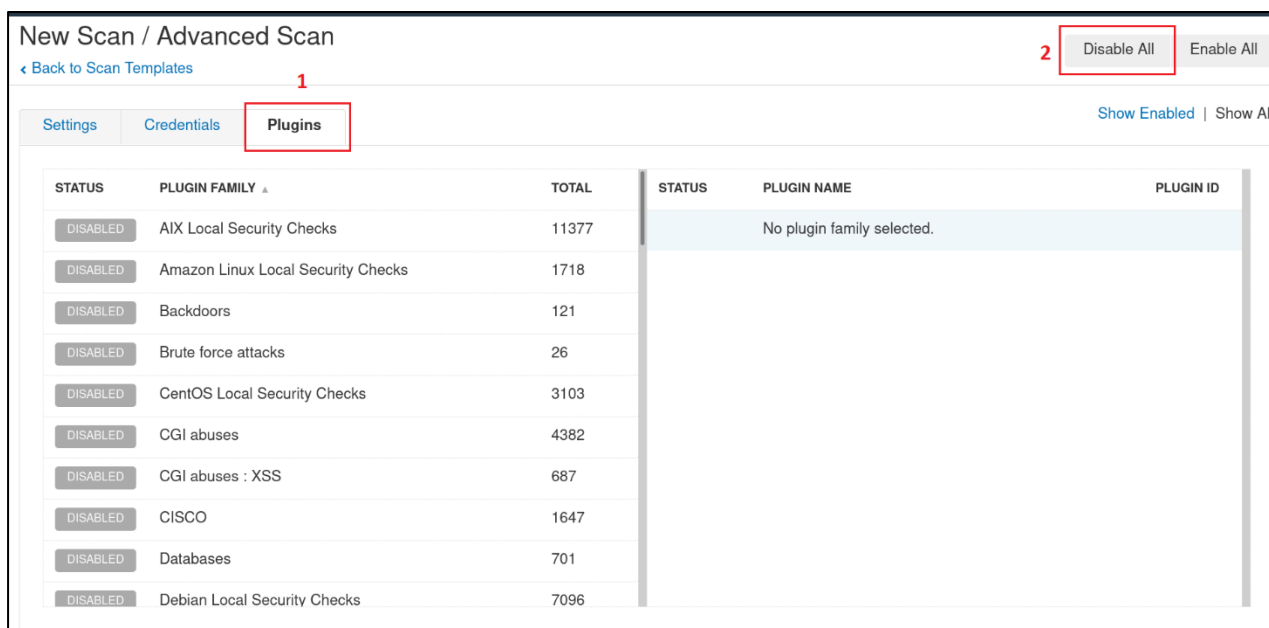 New Scan / Advanced Scan
‹ Back to Scan Templates
1
2
Disable All Enable All
Settings Credentials Plugins
Show Enabled | Show Al
STATUS PLUGIN FAMILY ▲ TOTAL STATUS PLUGIN NAME PLUGIN ID
DISABLED AIX Local Security Checks 11377 No plugin family selected.
DISABLED Amazon Linux Local Security Checks 1718
DISABLED Backdoors 121
DISABLED Brute force attacks 26
DISABLED CentOS Local Security Checks 3103
DISABLED CGI abuses 4382
DISABLED CGI abuses : XSS 687
DISABLED CISCO 1647
DISABLED Databases 701
DISABLED Debian Local Security Checks 7096